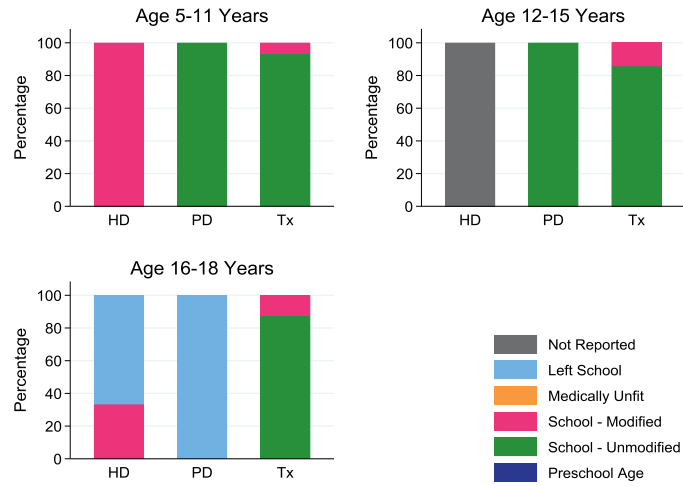 Age 5-11 Years
Percentage
100
80
60
40
20
0
HD PD Tx
Age 12-15 Years
Percentage
100
80
60
40
20
0
HD PD Tx
Age 16-18 Years
Percentage
100
80
60
40
20
0
HD PD Tx
Not Reported
Left School
Medically Unfit
School - Modified
School - Unmodified
Preschool Age